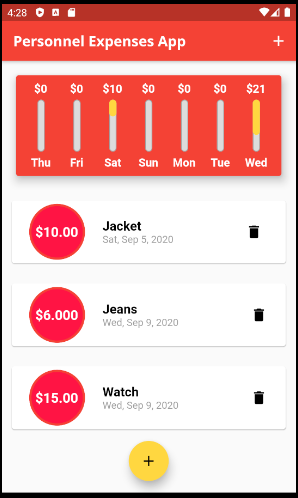 4:28
Personnel Expenses App +
$0 $0 $10 $0 $0 $0 $21
Thu Fri Sat Sun Mon Tue Wed
$10.00 Jacket
Sat, Sep 5, 2020
$6.000 Jeans
Wed, Sep 9, 2020
$15.00 Watch
Wed, Sep 9, 2020
+